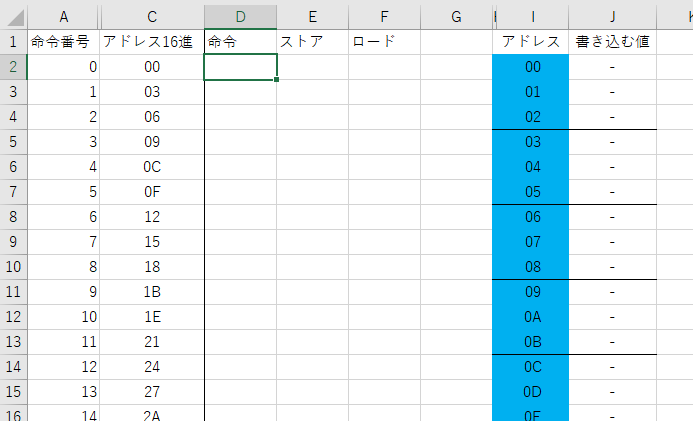 A C D E F G I J
1 命令番号 アドレス16進 命令 ストア ロード アドレス 書き込む値
2 0 00 00 -
3 1 03 01 -
4 2 06 02 -
5 3 09 03 -
6 4 0C 04 -
7 5 0F 05 -
8 6 12 06 -
9 7 15 07 -
10 8 18 08 -
11 9 1B 09 -
12 10 1E 0A -
13 11 21 0B -
14 12 24 0C -
15 13 27 0D -
16 14 2A 0E -